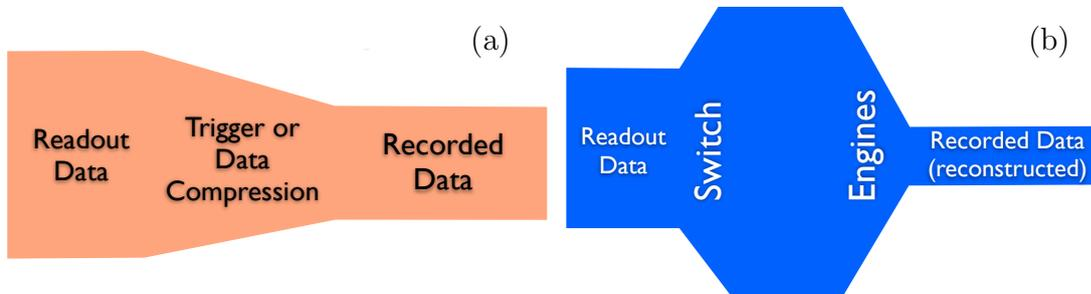 (a)
Readout
Data
Trigger or
Data
Compression
Recorded
Data
(b)
Readout
Data
Switch
Engines
Recorded Data
(reconstructed)